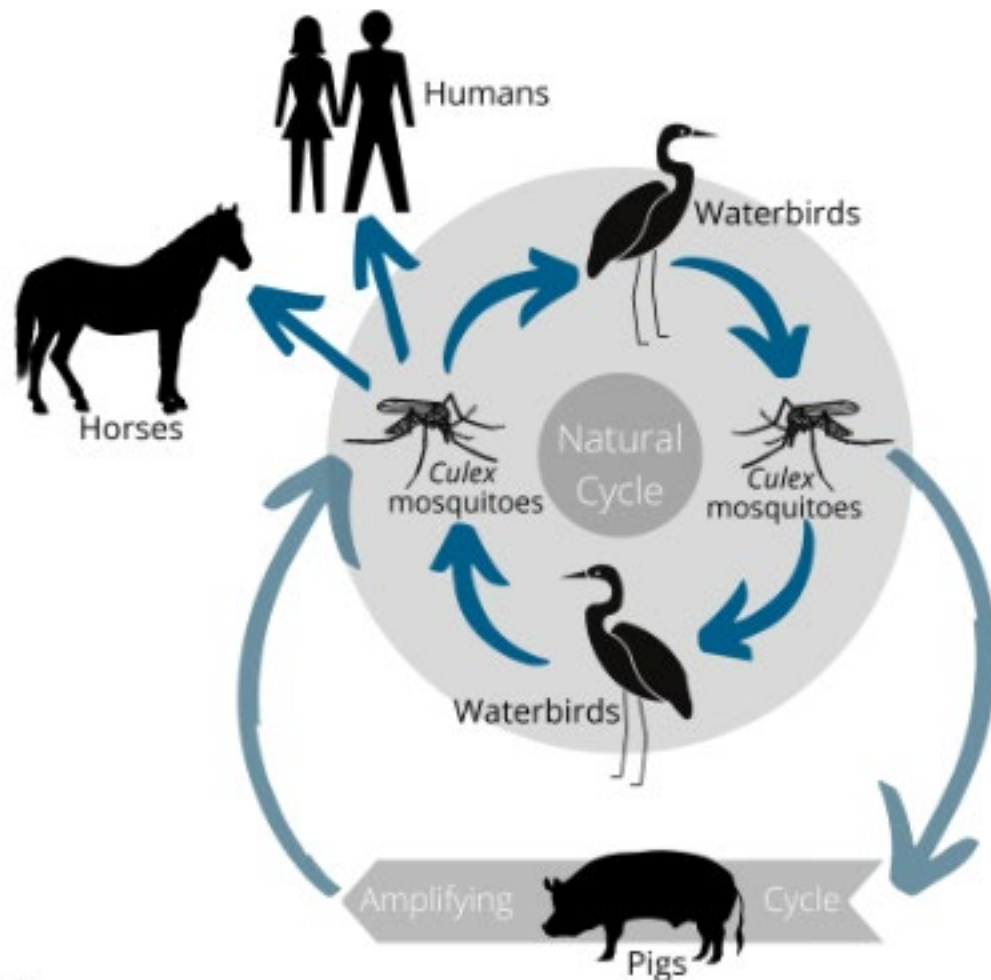 Humans
Waterbirds
Horses
Culex
mosquitoes
Natural
Cycle
Culex
mosquitoes
Waterbirds
Amplifying
Cycle
Pigs